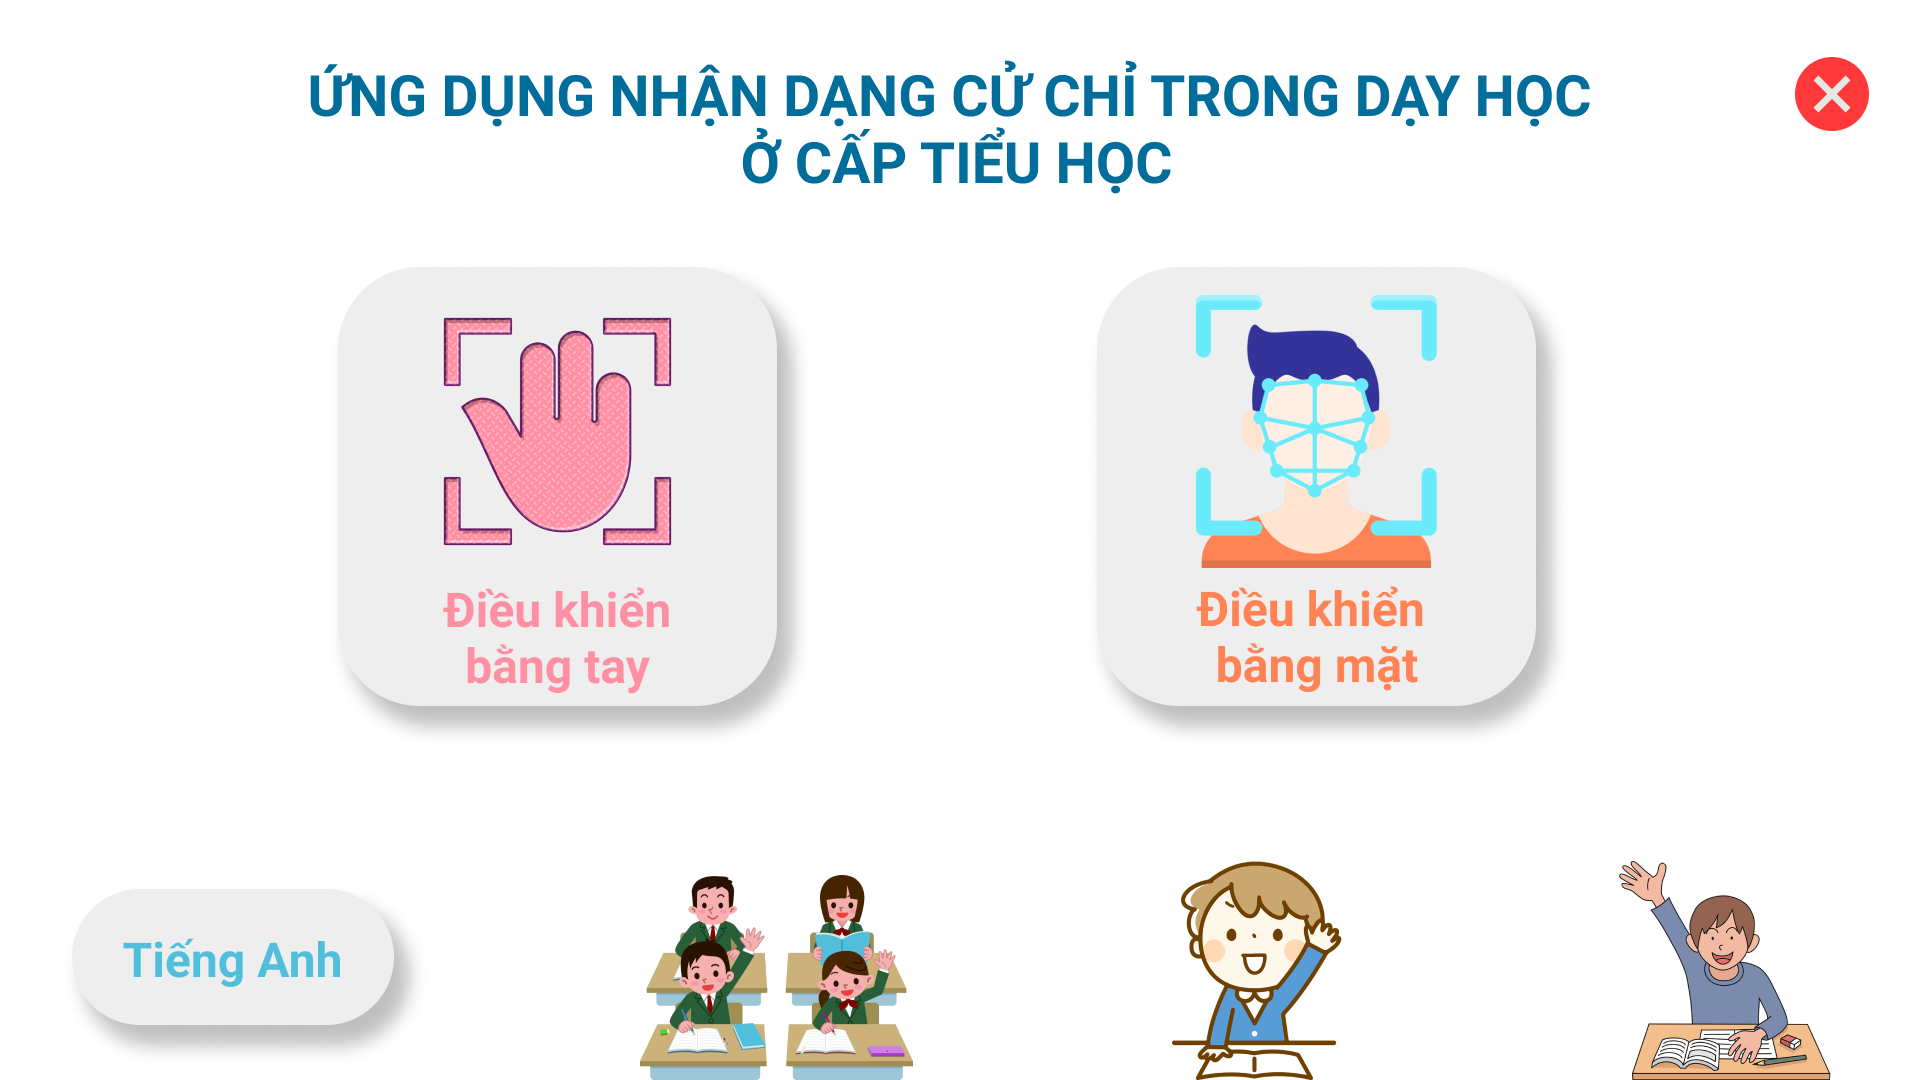 ỨNG DỤNG NHẬN DẠNG CỬ CHỈ TRONG DẠY HỌC
Ở CẤP TIỂU HỌC
Điều khiển
bằng tay
Điều khiển
bằng mặt
Tiếng Anh